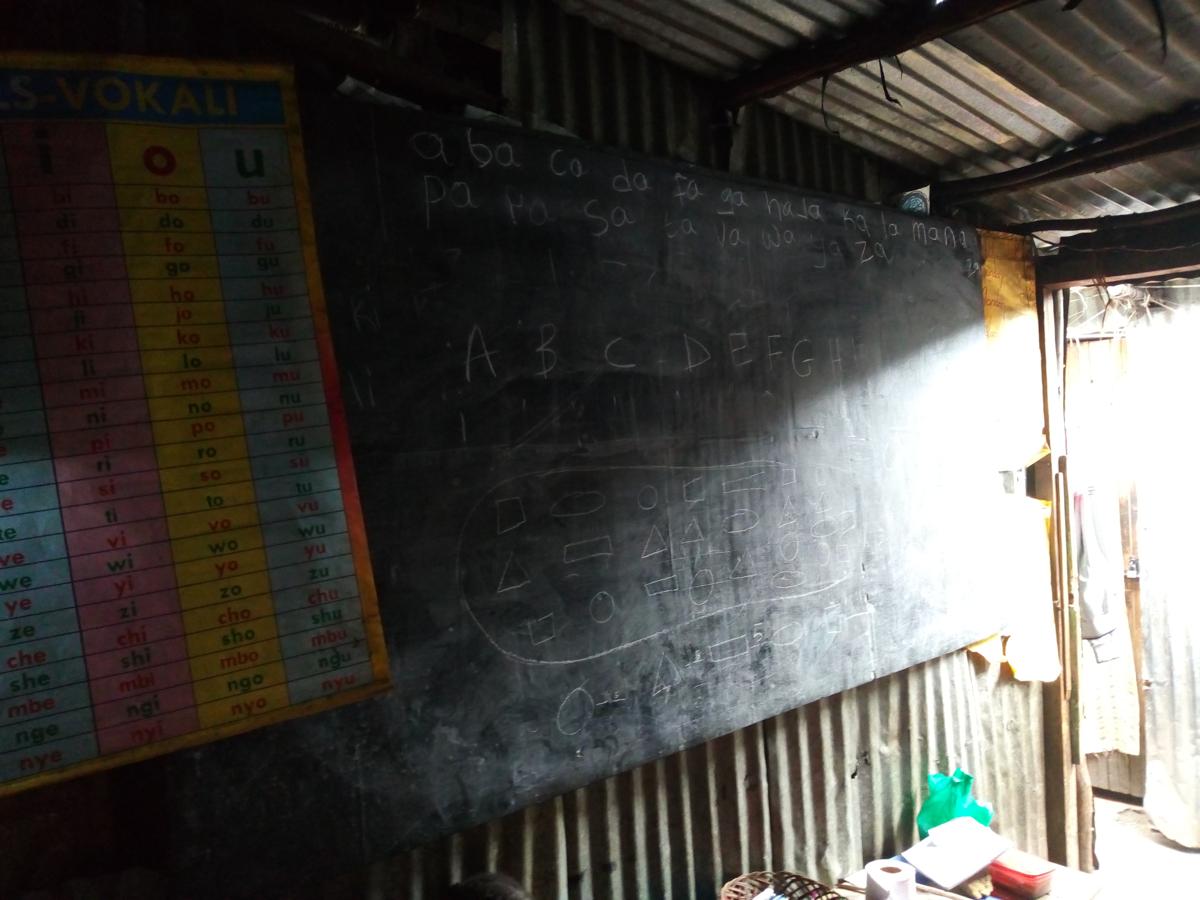 LS-VOKALI
i o u
bi bo bu
di do du
fi fo fu
gi go gu
hi ho hu
ji jo ju
ki ko ku
li lo lu
mi mo mu
ni no nu
pi po pu
ri ro ru
e si so su
e ti to tu
te vi vo vu
ve wi wo wu
we yi yo yu
ye zi zo zu
ze chi cho chu
che shi sho shu
she mbi mbo mbu
mbe ngi ngo ngu
nge nyi nyo nyu
nye
a ba ca da fa ga ha ja ka la ma na
pa ra sa ta va wa ya za
ki
li
A B C D E F G H